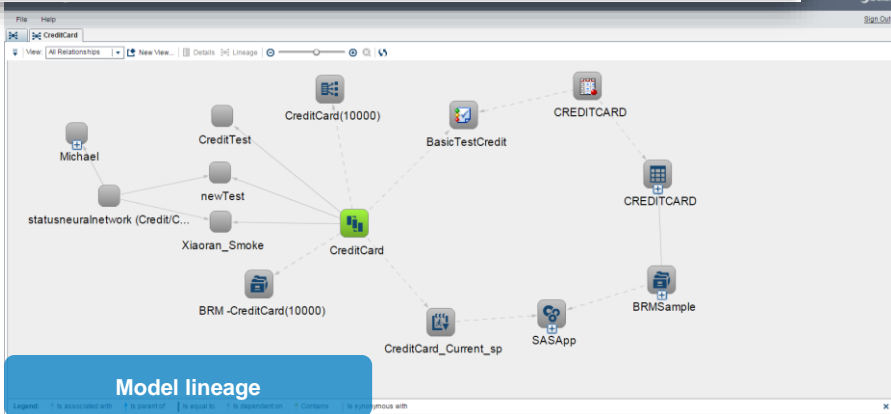 File Help Sign Out
CreditCard
View: All Relationships New View... Details Lineage
CreditCard(10000)
CREDITCARD
CreditTest
BasicTestCredit
Michael
newTest
CREDITCARD
statusneuralnetwork (Credit/C...
Xiaoran_Smoke
CreditCard
BRM -CreditCard(10000)
BRMSample
CreditCard_Current_sp
SASApp
Model lineage
Legend: Is associated with Is parent of Is equal to Is dependent on Contains Is synonymous with